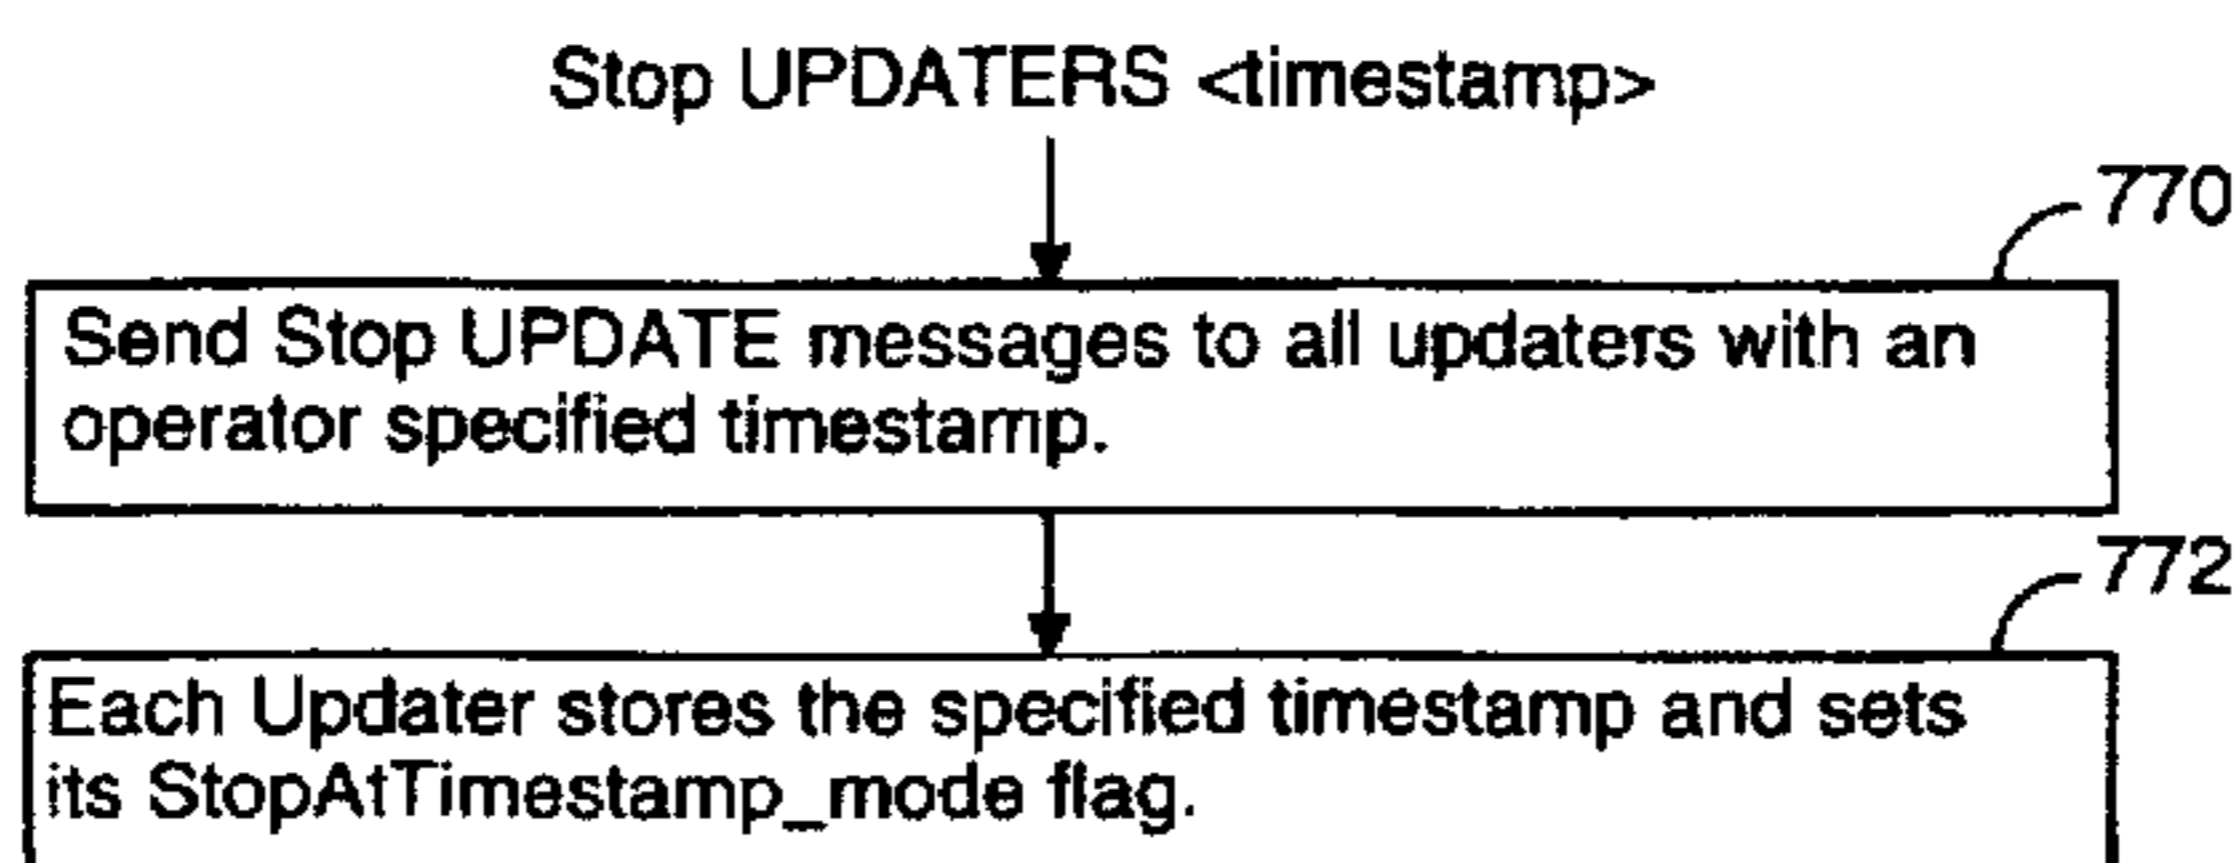 Stop UPDATERS <timestamp>
770
Send Stop UPDATE messages to all updaters with an
operator specified timestamp.
772
Each Updater stores the specified timestamp and sets
its StopAtTimestamp_mode flag.